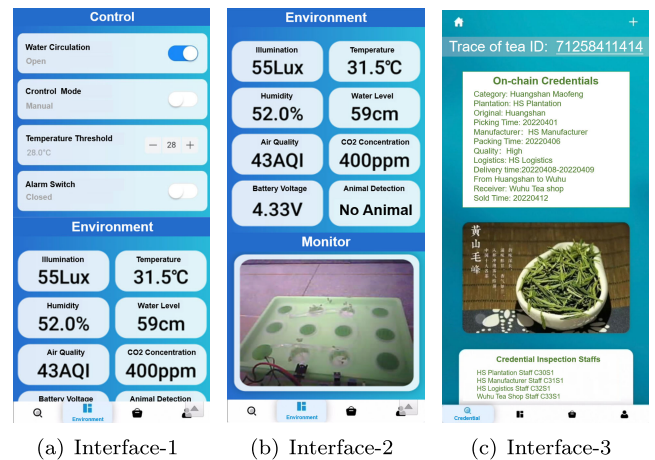 Control
Water Circulation
Open
Crontrol Mode
Manual
Temperature Threshold
28.0°C
28
Alarm Switch
Closed
Environment
Illumination
55Lux
Temperature
31.5℃
Humidity
52.0%
Water Level
59cm
Air Quality
43AQI
CO2 Concentration
400ppm
Battery Voltage
Animal Detection
Environment
(a) Interface-1
Environment
Illumination
55Lux
Temperature
31.5℃
Humidity
52.0%
Water Level
59cm
Air Quality
43AQI
CO2 Concentration
400ppm
Battery Voltage
4.33V
Animal Detection
No Animal
Monitor
Environment
(b) Interface-2
Trace of tea ID: 71258411414
On-chain Credentials
Category: Huangshan Maofeng
Plantation: HS Plantation
Original: Huangshan
Picking Time: 20220401
Manufacturer: HS Manufacturer
Packing Time: 20220406
Quality: High
Logistics: HS Logistics
Delivery time:20220408-20220409
From Huangshan to Wuhu
Receiver: Wuhu Tea shop
Sold Time: 20220412
黃山毛峰
Credential Inspection Staffs
HS Plantation Staff C30S1
HS Manufacturer Staff C31S1
HS Logistics Staff C32S1
Wuhu Tea Shop Staff C33S1
Credential
(c) Interface-3